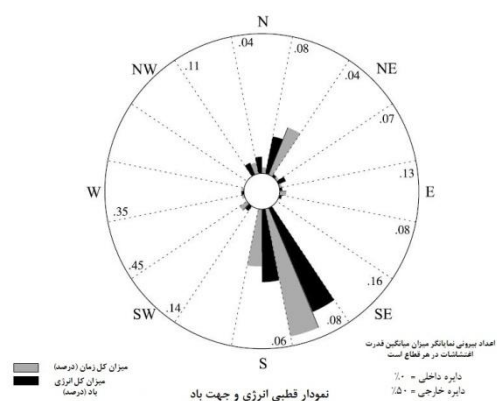 N
.04
.08
NE
.04
.07
.13
E
.08
.16
SE
.08
.06
S
.14
SW
.45
.35
W
NW
.11
میزان کل زمان (درصد)
میزان کل انرژی
باد (درصد)
نمودار قطبی انرژی و جهت باد
اعداد بیرونی نمایانگر میزان میانگین قدرت
اغتشاشات در هر قطاع است
دایره داخلی = ۰٪
دایره خارجی = ۵۰٪